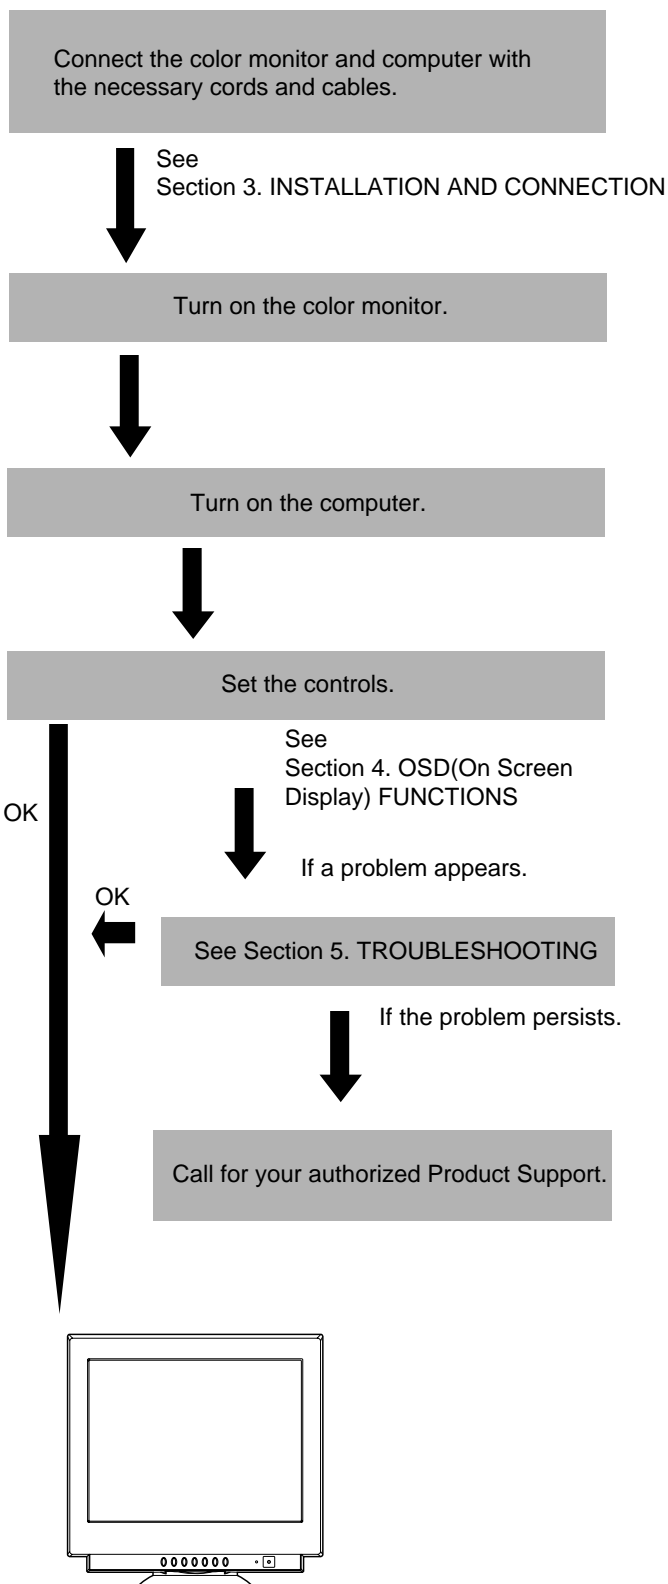 Connect the color monitor and computer with
the necessary cords and cables.
See
Section 3. INSTALLATION AND CONNECTION
Turn on the color monitor.
Turn on the computer.
Set the controls.
See
Section 4. OSD(On Screen
Display) FUNCTIONS
OK
If a problem appears.
OK
See Section 5. TROUBLESHOOTING
If the problem persists.
Call for your authorized Product Support.